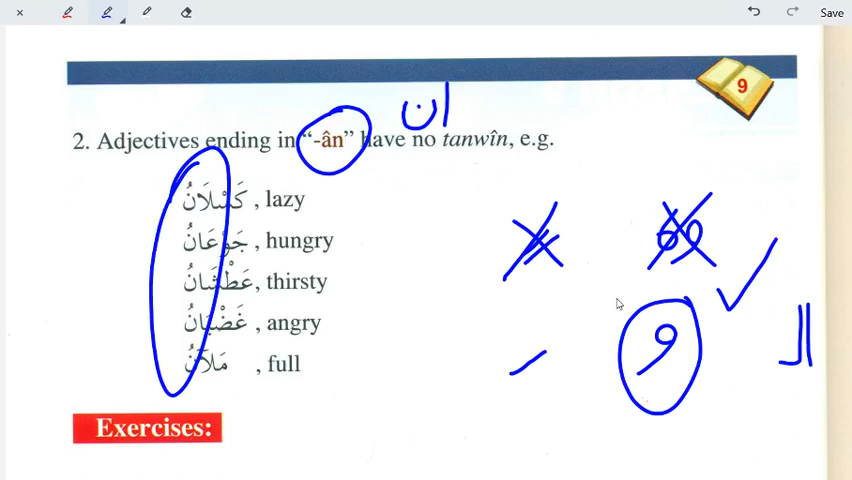 Save
9
ان
2. Adjectives ending in “-ân” have no tanwîn, e.g.
كَسْلَانُ , lazy
جَوْعَانُ , hungry
عَطْشَانُ , thirsty
غَضْبَانُ , angry
مَلآنُ , full
ال
Exercises: